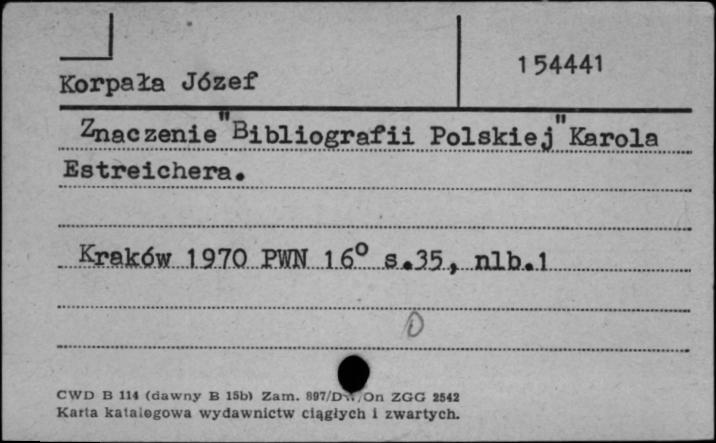 154441
Korpała Józef
Znaczenie "Bibliografii Polskiej" Karola
Estreichera.
Kraków 1970 PWN 16° s.35, nlb.1
D
CWD B 114 (dawny B 15b) Zam. 897/DW/On ZGG 2542
Karta katalogowa wydawnictw ciągłych i zwartych.